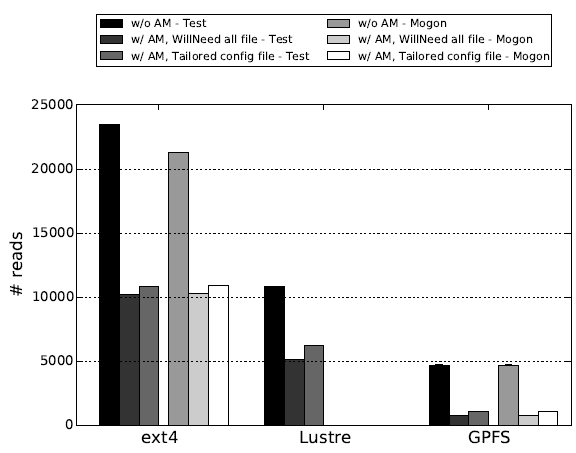 w/o AM - Test
w/ AM, WillNeed all file - Test
w/ AM, Tailored config file - Test
w/o AM - Mogon
w/ AM, WillNeed all file - Mogon
w/ AM, Tailored config file - Mogon
25000
20000
15000
10000
5000
0
# reads
ext4
Lustre
GPFS